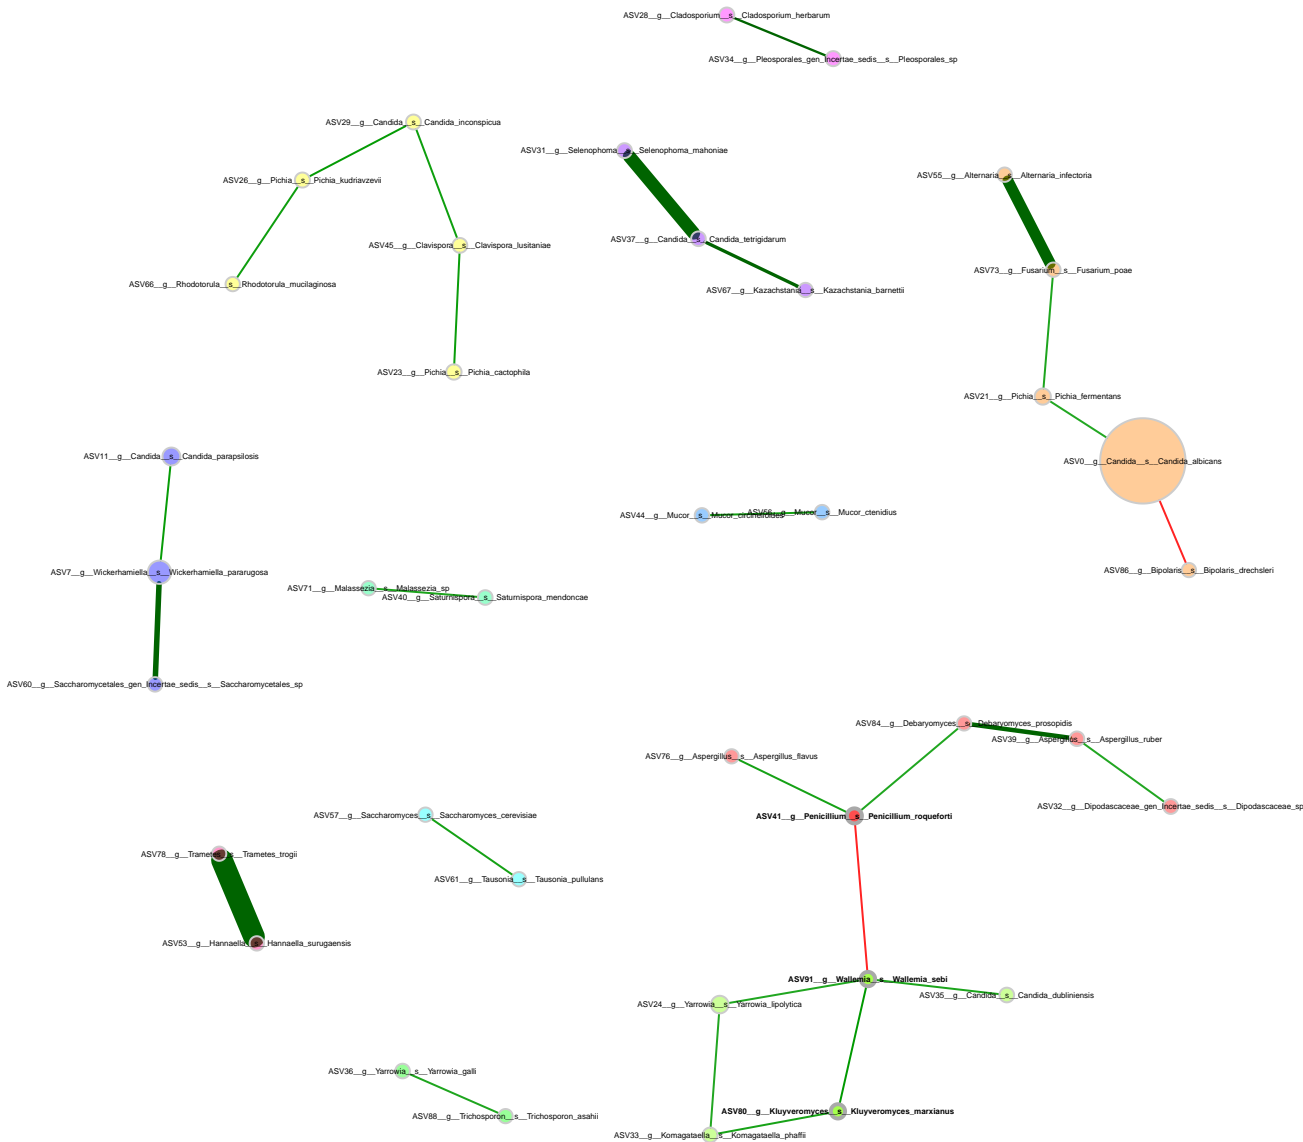 ASV28__g__Cladosporium__s__Cladosporium_herbarum
ASV34__g__Pleosporales_gen_Incertae_sedis__s__Pleosporales_sp
ASV29__g__Candida__s__Candida_inconspicua
ASV31__g__Selenophoma__s__Selenophoma_mahoniae
ASV55__g__Alternaria__s__Alternaria_infectoria
ASV26__g__Pichia__s__Pichia_kudriavzevii
ASV37__g__Candida__s__Candida_tetrigidarum
ASV45__g__Clavispora__s__Clavispora_lusitaniae
ASV73__g__Fusarium__s__Fusarium_poae
ASV66__g__Rhodotorula__s__Rhodotorula_mucilaginosa
ASV67__g__Kazachstania__s__Kazachstania_barnettii
ASV23__g__Pichia__s__Pichia_cactophila
ASV21__g__Pichia__s__Pichia_fermentans
ASV11__g__Candida__s__Candida_parapsilosis
ASV0__g__Candida__s__Candida_albicans
ASV44__g__Mucor__s__Mucor_circinelloides
ASV56__g__Mucor__s__Mucor_ctenidius
ASV7__g__Wickerhamiella__s__Wickerhamiella_pararugosa
ASV86__g__Bipolaris__s__Bipolaris_drechsleri
ASV71__g__Malassezia__s__Malassezia_sp
ASV40__g__Saturnispora__s__Saturnispora_mendoncae
ASV60__g__Saccharomycetales_gen_Incertae_sedis__s__Saccharomycetales_sp
ASV84__g__Debaryomyces__s__Debaryomyces_prosopidis
ASV39__g__Aspergillus__s__Aspergillus_ruber
ASV76__g__Aspergillus__s__Aspergillus_flavus
ASV32__g__Dipodascaceae_gen_Incertae_sedis__s__Dipodascaceae_sp
ASV57__g__Saccharomyces__s__Saccharomyces_cerevisiae
ASV41__g__Penicillium__s__Penicillium_roqueforti
ASV78__g__Trametes__s__Trametes_trogii
ASV61__g__Tausonia__s__Tausonia_pullulans
ASV53__g__Hannaella__s__Hannaella_surugaensis
ASV91__g__Wallemia__s__Wallemia_sebi
ASV35__g__Candida__s__Candida_dubliniensis
ASV24__g__Yarrowia__s__Yarrowia_lipolytica
ASV36__g__Yarrowia__s__Yarrowia_galli
ASV88__g__Trichosporon__s__Trichosporon_asahii
ASV80__g__Kluyveromyces__s__Kluyveromyces_marxianus
ASV33__g__Komagataella__s__Komagataella_phaffii